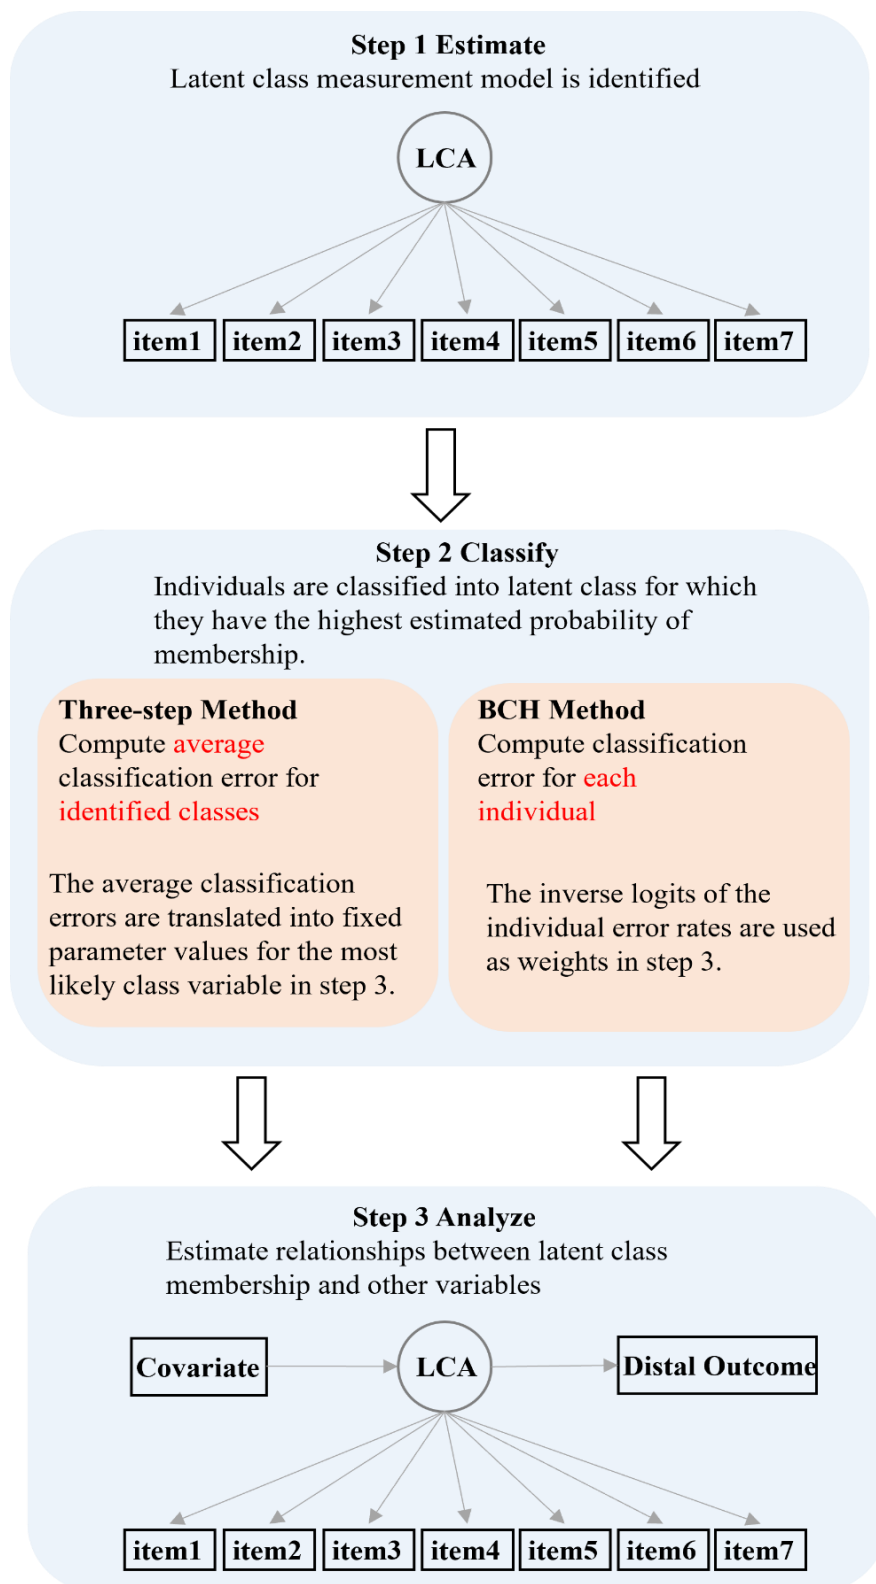 Step 1 Estimate
Latent class measurement model is identified
LCA
item1 item2 item3 item4 item5 item6 item7
Step 2 Classify
Individuals are classified into latent class for which
they have the highest estimated probability of
membership.
Three-step Method
Compute average
classification error for
identified classes
The average classification
errors are translated into fixed
parameter values for the most
likely class variable in step 3.
BCH Method
Compute classification
error for each
individual
The inverse logits of the
individual error rates are used
as weights in step 3.
Step 3 Analyze
Estimate relationships between latent class
membership and other variables
Covariate LCA Distal Outcome
item1 item2 item3 item4 item5 item6 item7